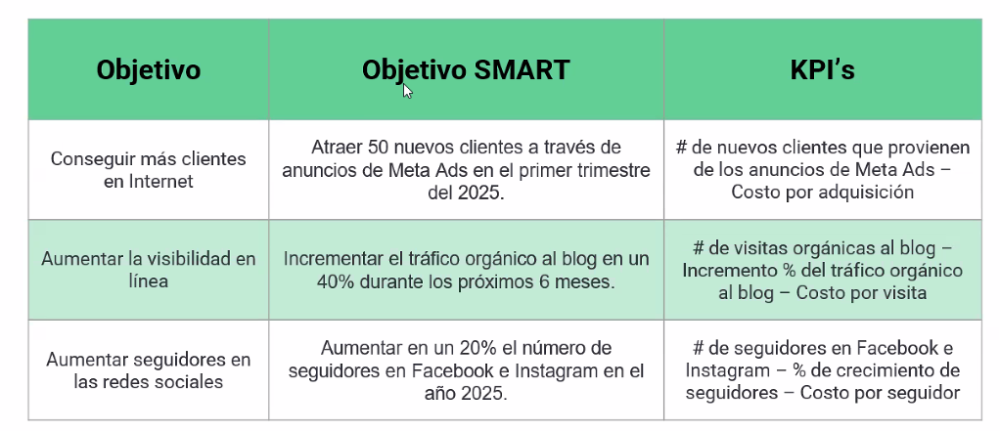 Objetivo
Objetivo SMART
KPI's
Conseguir más clientes
en Internet
Atraer 50 nuevos clientes a través de
anuncios de Meta Ads en el primer trimestre
del 2025.
# de nuevos clientes que provienen
de los anuncios de Meta Ads –
Costo por adquisición
Aumentar la visibilidad en
línea
Incrementar el tráfico orgánico al blog en un
40% durante los próximos 6 meses.
# de visitas orgánicas al blog –
Incremento % del tráfico orgánico
al blog – Costo por visita
Aumentar seguidores en
las redes sociales
Aumentar en un 20% el número de
seguidores en Facebook e Instagram en el
año 2025.
# de seguidores en Facebook e
Instagram – % de crecimiento de
seguidores – Costo por seguidor